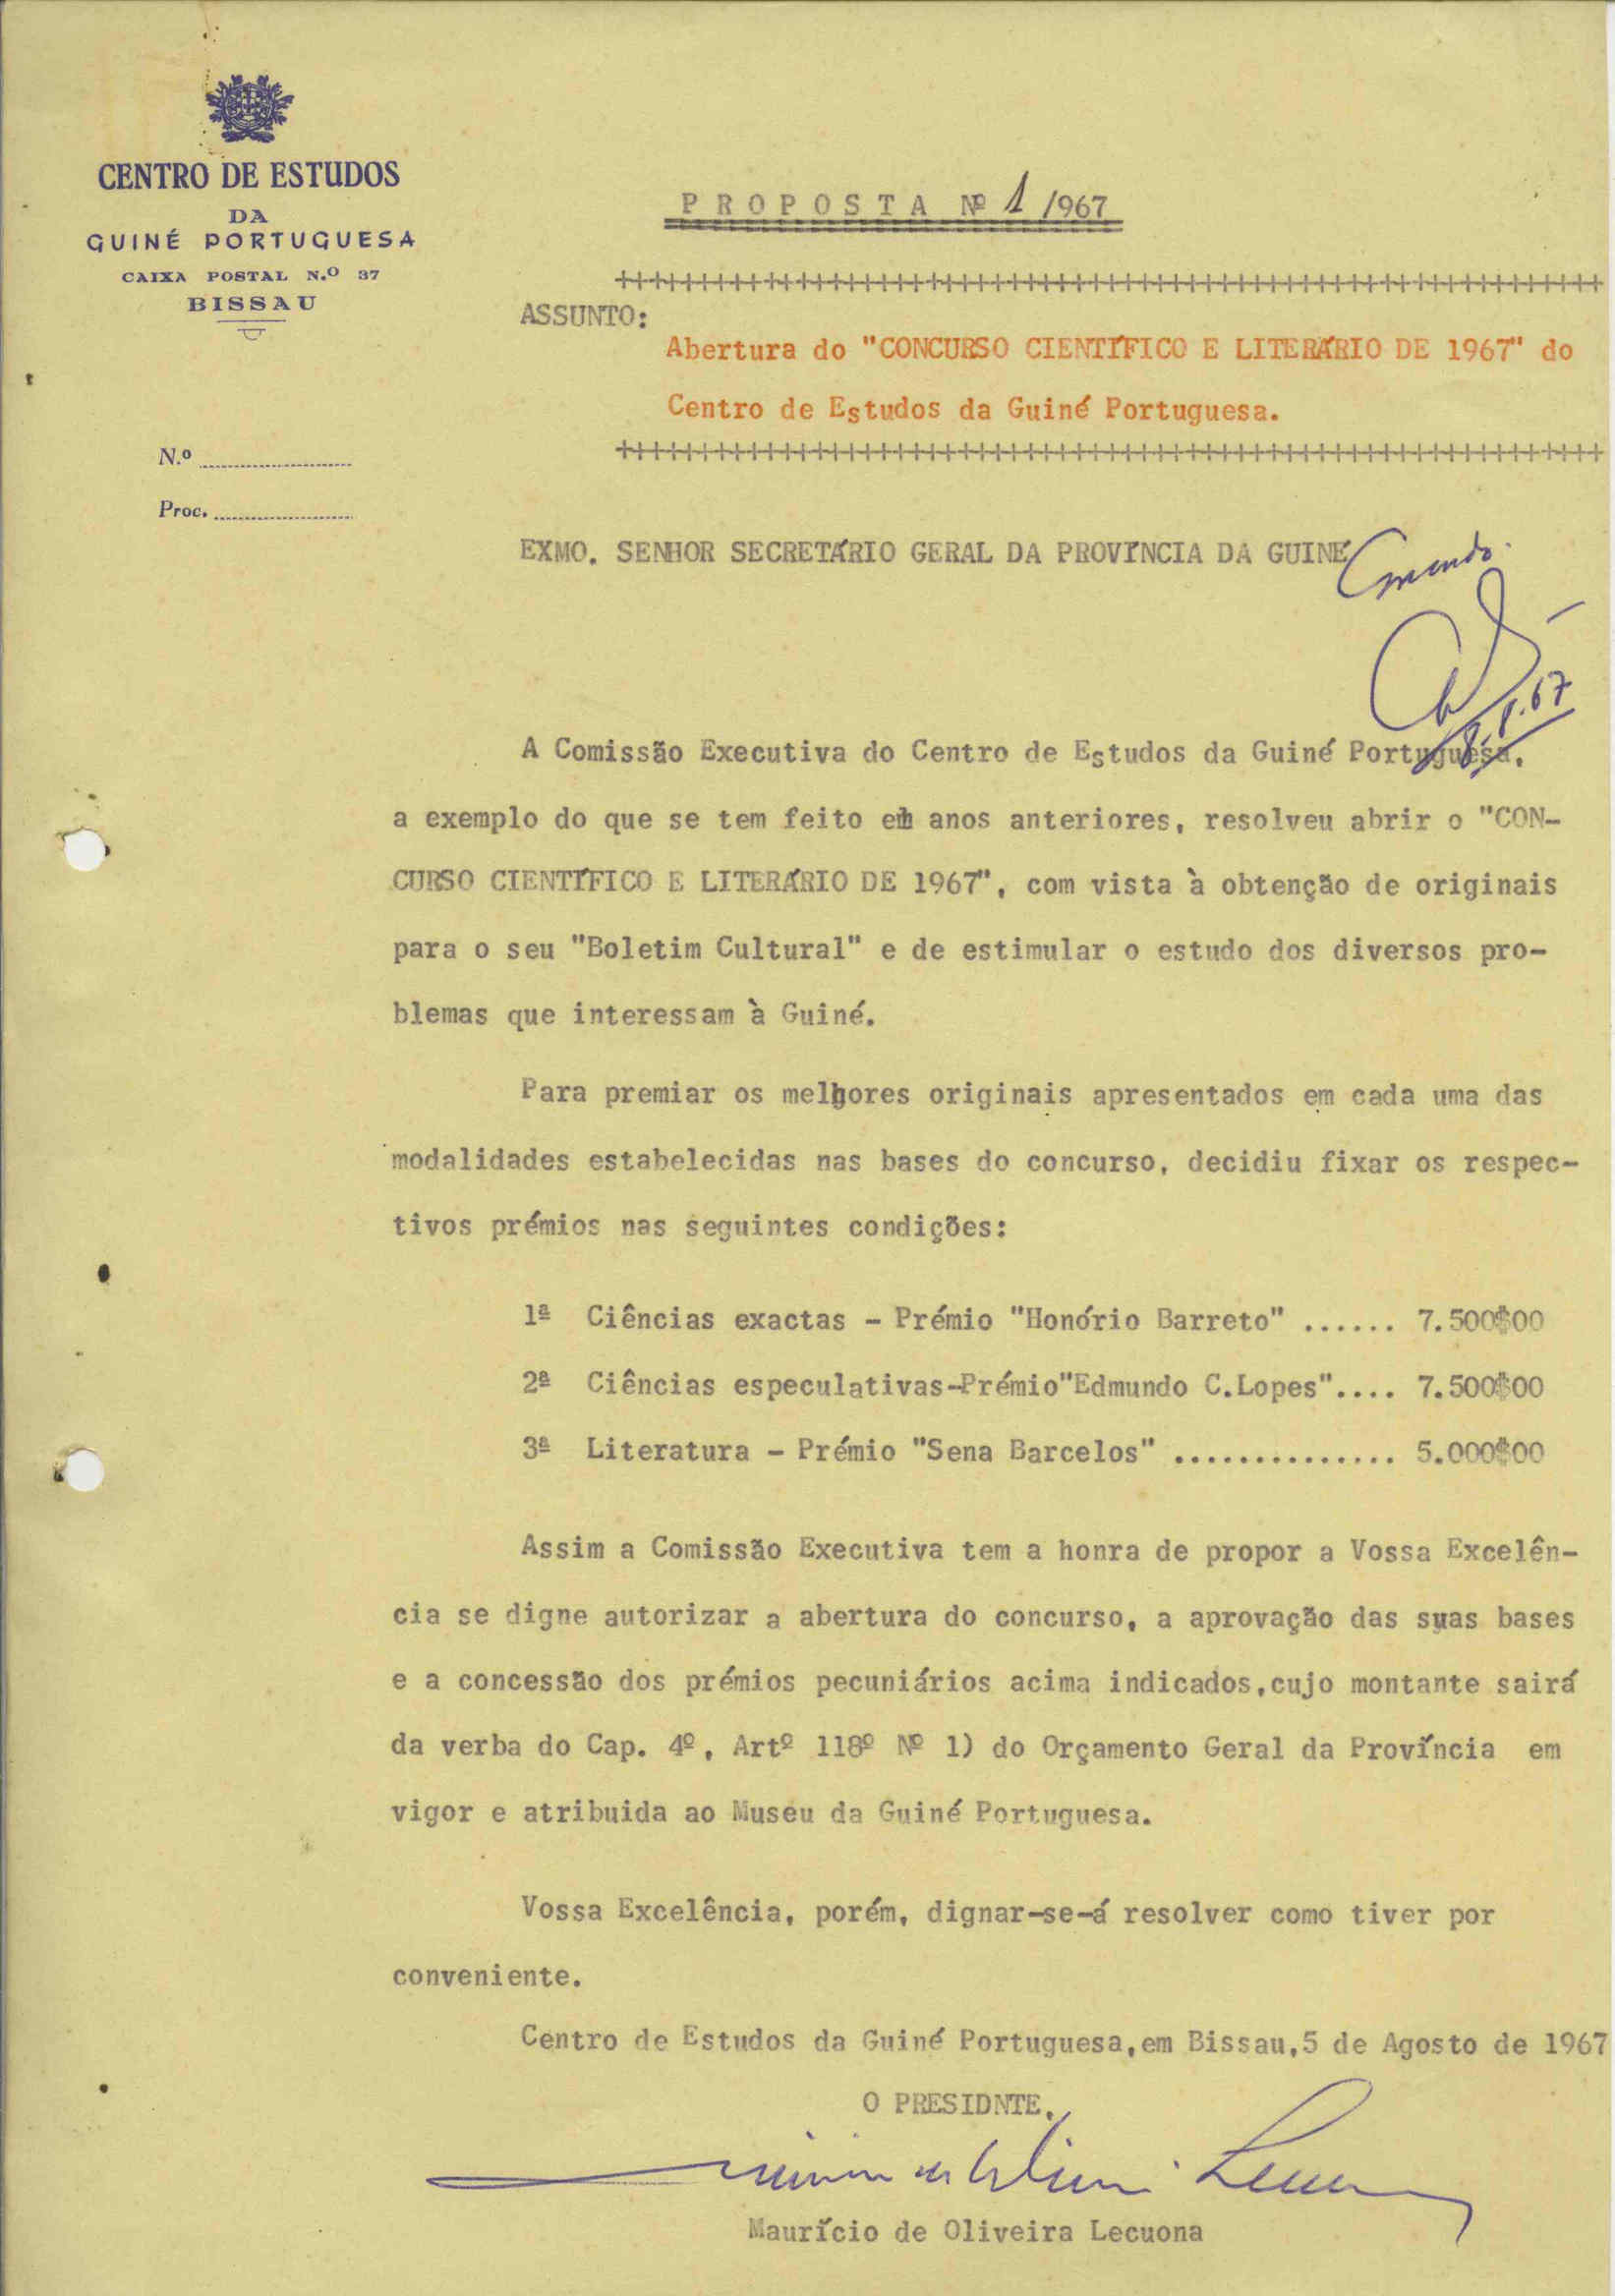 CENTRO DE ESTUDOS
DA
GUINÉ PORTUGUESA
CAIXA POSTAL N.º 37
BISSAU
N.º
Proc.
PROPOSTA Nº 1 /967
+++++++++++++++++++++++++++++++++++++++++++++++++++++++++++++
ASSUNTO:
Abertura do "CONCURSO CIENTÍFICO E LITERÁRIO DE 1967" do
Centro de Estudos da Guiné Portuguesa.
+++++++++++++++++++++++++++++++++++++++++++++++++++++++++++++
EXMO. SENHOR SECRETÁRIO GERAL DA PROVÍNCIA DA GUINÉ
8.8.67
A Comissão Executiva do Centro de Estudos da Guiné Portuguesa,
a exemplo do que se tem feito em anos anteriores, resolveu abrir o "CON-
CURSO CIENTÍFICO E LITERÁRIO DE 1967", com vista à obtenção de originais
para o seu "Boletim Cultural" e de estimular o estudo dos diversos pro-
blemas que interessam à Guiné.
Para premiar os melhores originais apresentados em cada uma das
modalidades estabelecidas nas bases do concurso, decidiu fixar os respec-
tivos prémios nas seguintes condições:
1ª Ciências exactas - Prémio "Honório Barreto" ...... 7.500$00
2ª Ciências especulativas-Prémio"Edmundo C.Lopes".... 7.500$00
3ª Literatura - Prémio "Sena Barcelos" .............. 5.000$00
Assim a Comissão Executiva tem a honra de propor a Vossa Excelên-
cia se digne autorizar a abertura do concurso, a aprovação das suas bases
e a concessão dos prémios pecuniários acima indicados,cujo montante sairá
da verba do Cap. 4º, Artº 118º Nº 1) do Orçamento Geral da Província em
vigor e atribuida ao Museu da Guiné Portuguesa.
Vossa Excelência, porém, dignar-se-á resolver como tiver por
conveniente.
Centro de Estudos da Guiné Portuguesa,em Bissau,5 de Agosto de 1967
O PRESIDNTE,
Maurício de Oliveira Lecuona